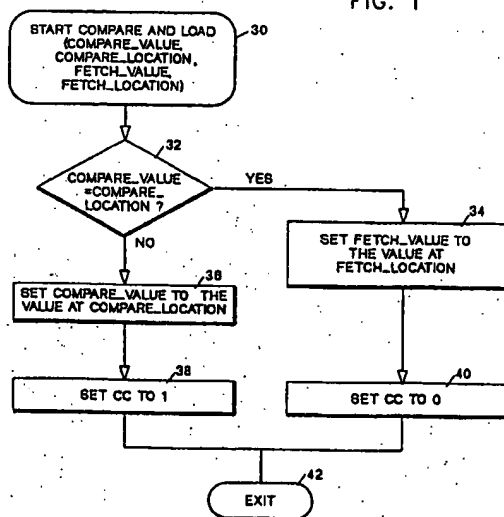 FIG. 1
START COMPARE AND LOAD
(COMPARE_VALUE,
COMPARE_LOCATION,
FETCH_VALUE,
FETCH_LOCATION)
30
32
COMPARE_VALUE
=COMPARE_
LOCATION ?
YES
NO
34
SET FETCH_VALUE TO
THE VALUE AT
FETCH_LOCATION
36
SET COMPARE_VALUE TO THE
VALUE AT COMPARE_LOCATION
38
SET CC TO 1
40
SET CC TO 0
42
EXIT